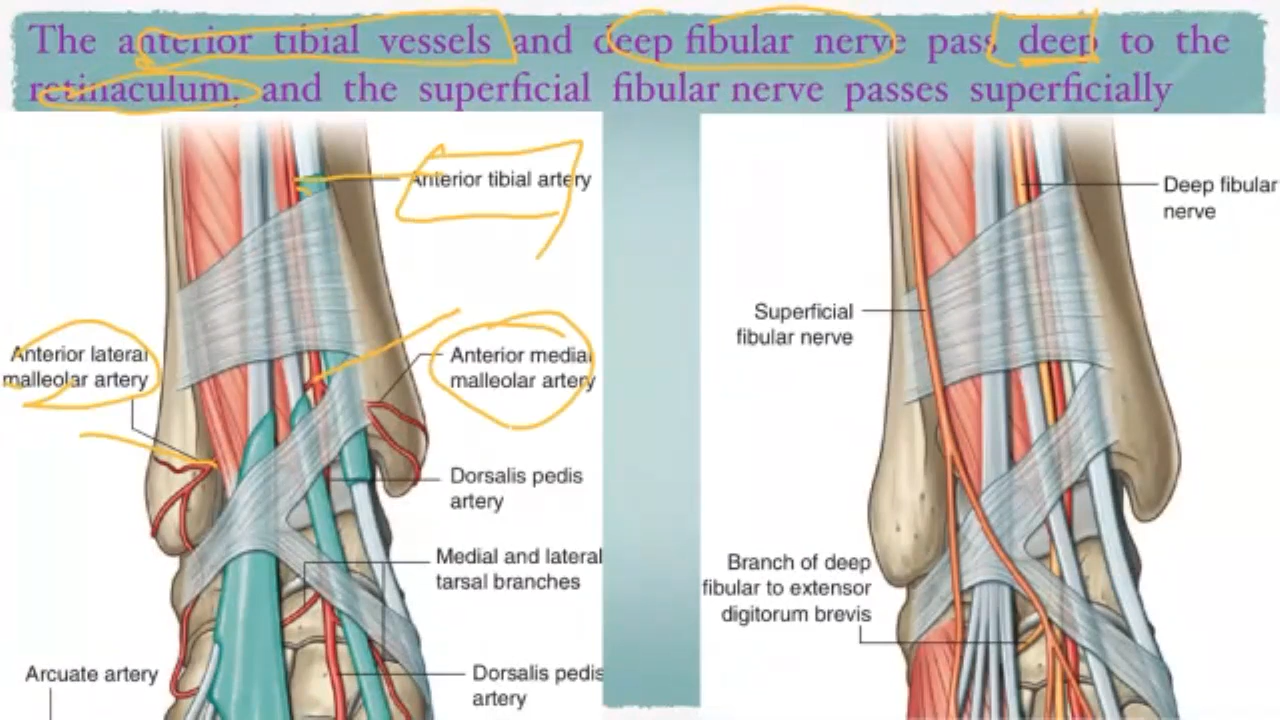 The anterior tibial vessels and deep fibular nerve pass deep to the
retinaculum, and the superficial fibular nerve passes superficially
Anterior tibial artery
Anterior lateral
malleolar artery
Anterior medial
malleolar artery
Dorsalis pedis
artery
Medial and lateral
tarsal branches
Arcuate artery
Dorsalis pedis
artery
Deep fibular
nerve
Superficial
fibular nerve
Branch of deep
fibular to extensor
digitorum brevis